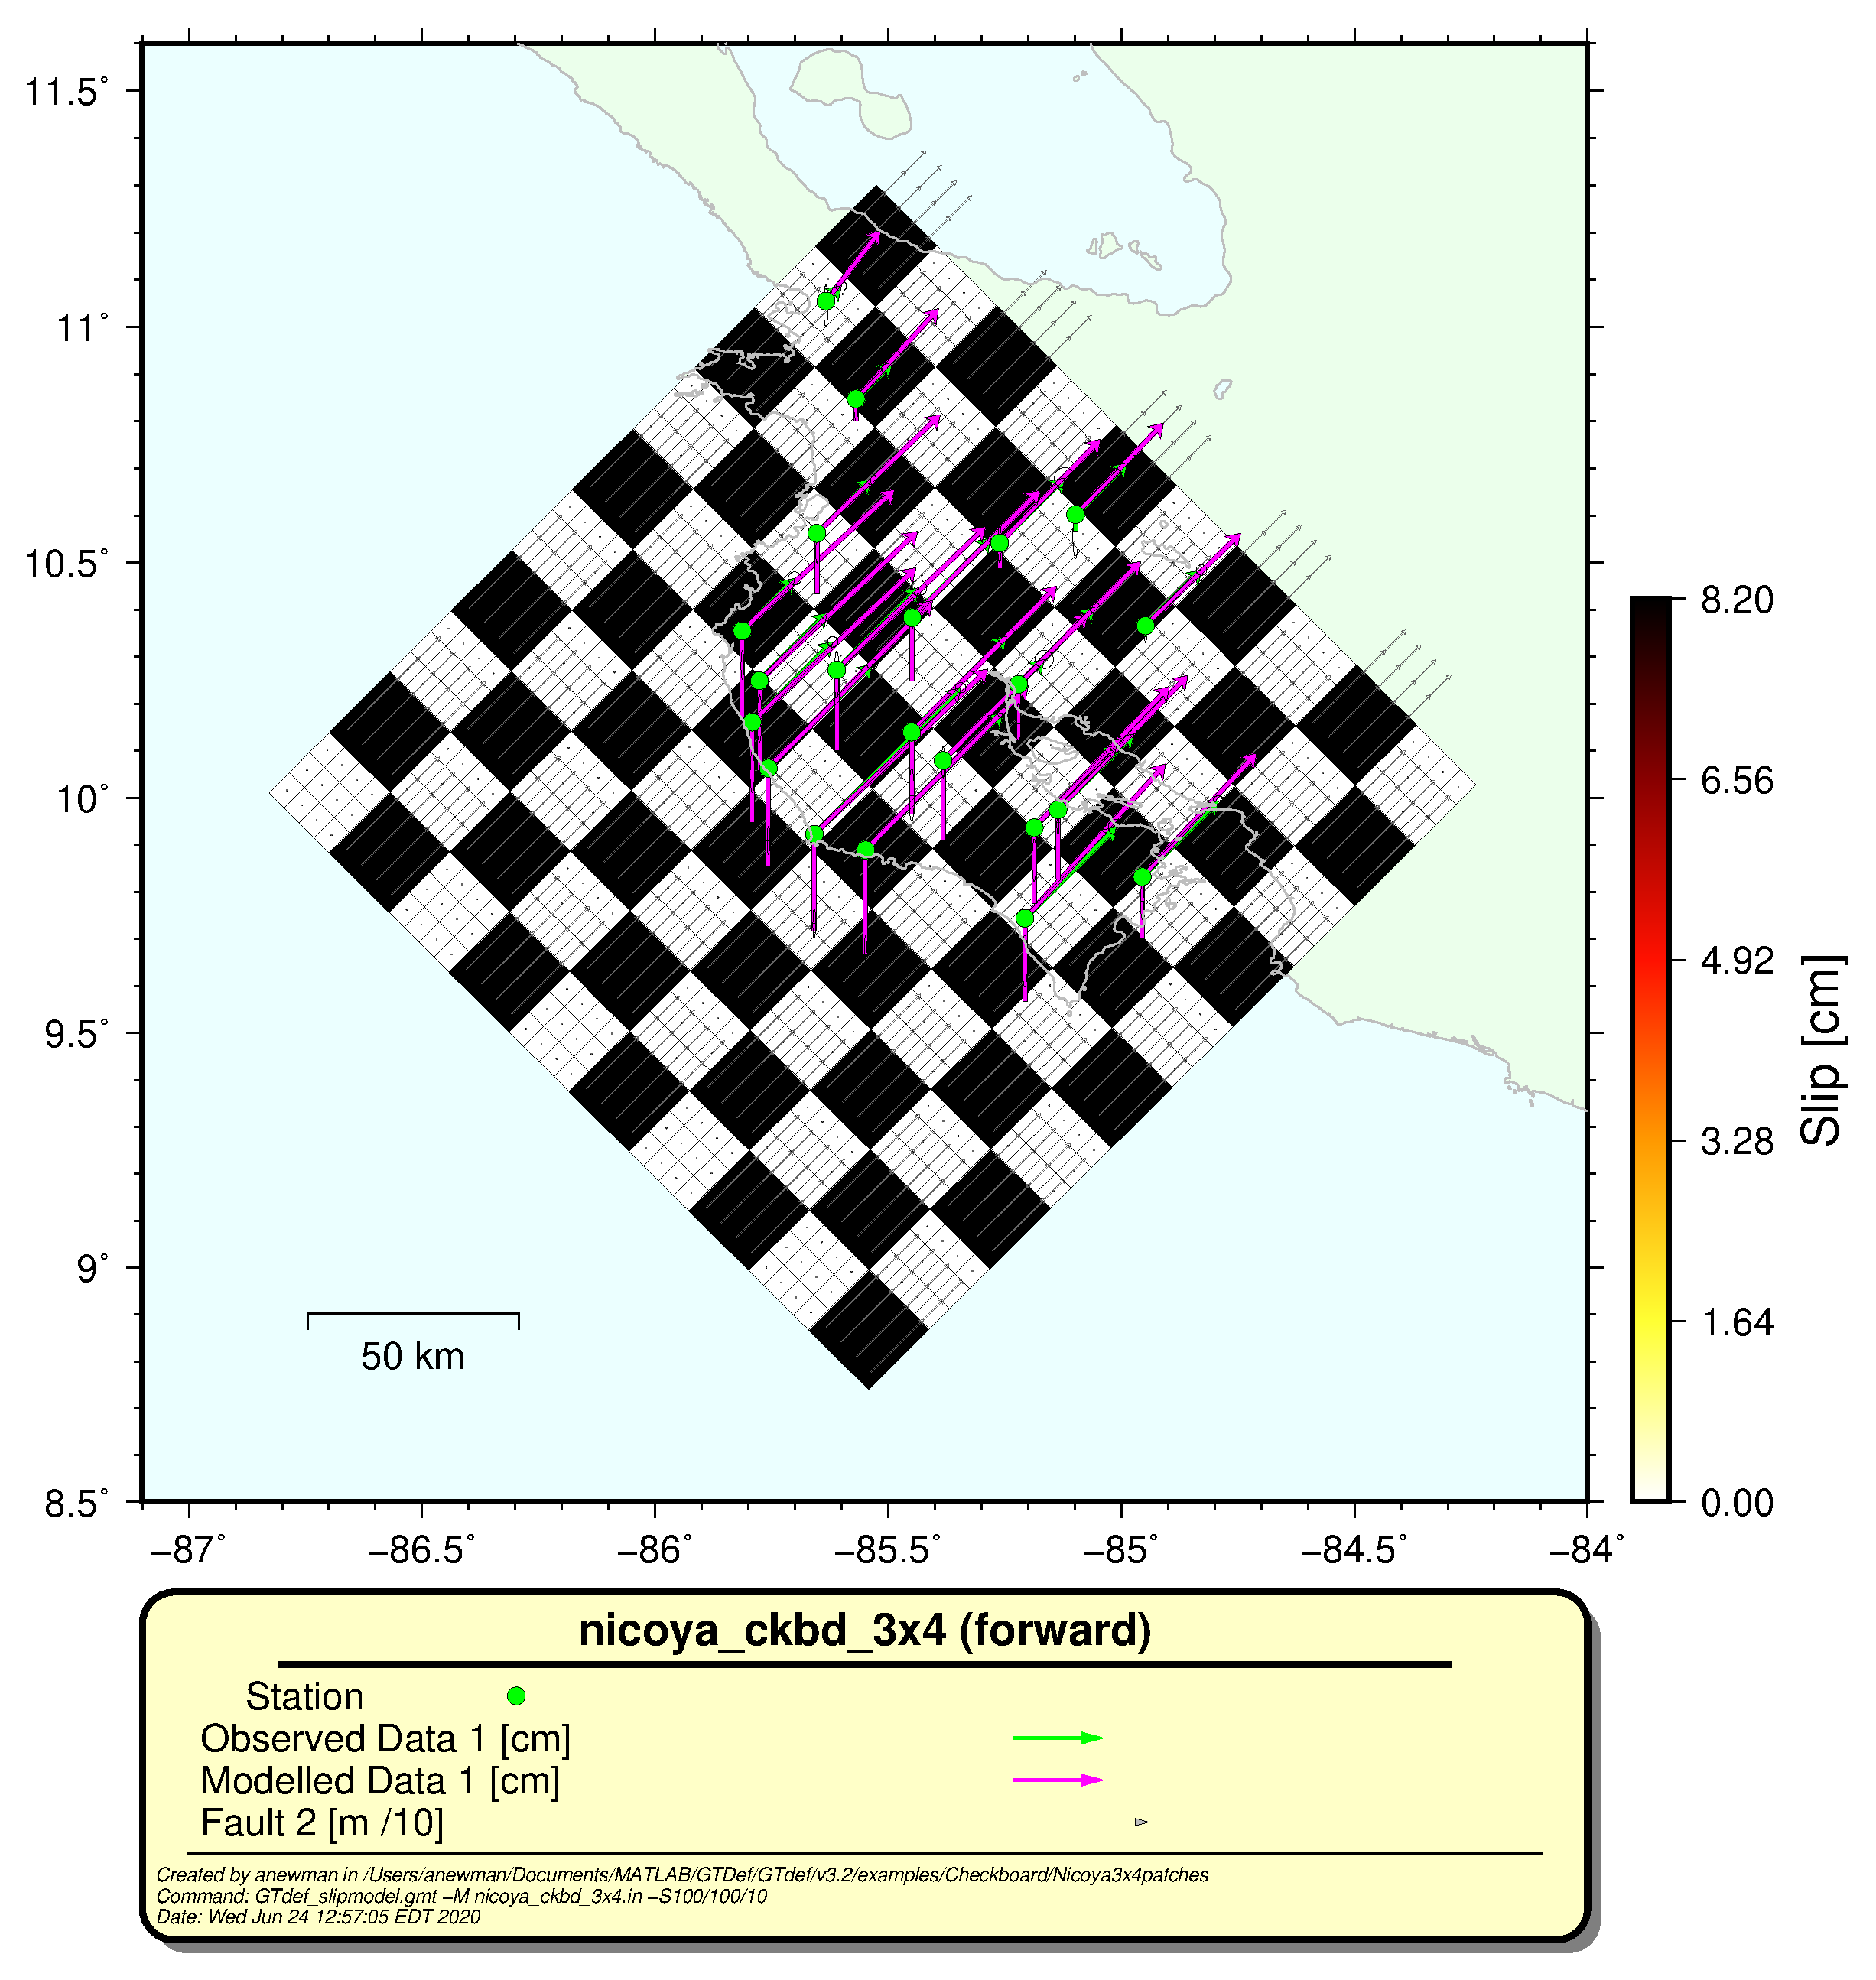 11.5°
11°
10.5°
10°
9.5°
9°
8.5°
−87°
−86.5°
−86°
−85.5°
−85°
−84.5°
−84°
50 km
8.20
6.56
4.92
3.28
1.64
0.00
Slip [cm]
nicoya_ckbd_3x4 (forward)
Station
Observed Data 1 [cm]
Modelled Data 1 [cm]
Fault 2 [m /10]
Created by anewman in /Users/anewman/Documents/MATLAB/GTDef/GTdef/v3.2/examples/Checkboard/Nicoya3x4patches
Command: GTdef_slipmodel.gmt −M nicoya_ckbd_3x4.in −S100/100/10
Date: Wed Jun 24 12:57:05 EDT 2020